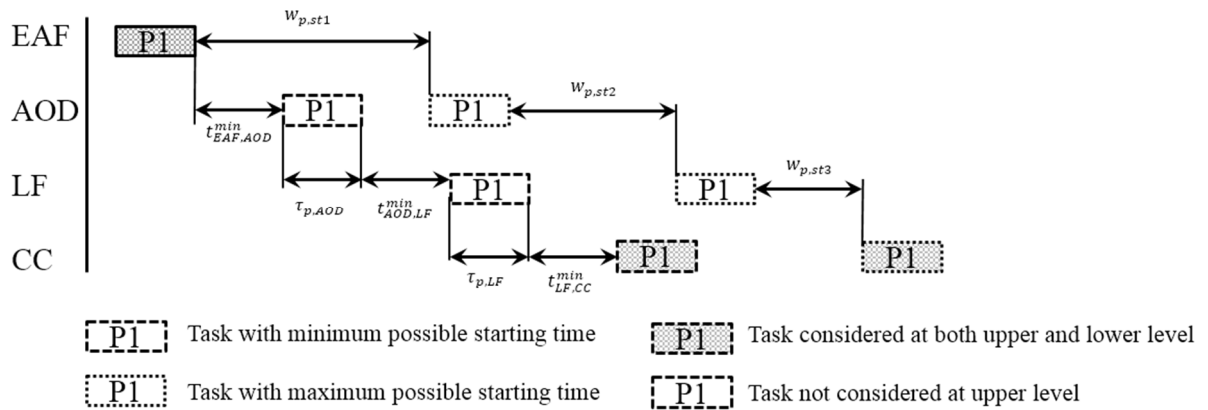 w_{p,st1}
EAF P1
w_{p,st2}
AOD P1 P1
t^{min}_{EAF,AOD}
w_{p,st3}
LF P1 P1
τ_{p,AOD} t^{min}_{AOD,LF}
CC P1 P1
τ_{p,LF} t^{min}_{LF,CC}
P1 Task with minimum possible starting time
P1 Task considered at both upper and lower level
P1 Task with maximum possible starting time
P1 Task not considered at upper level